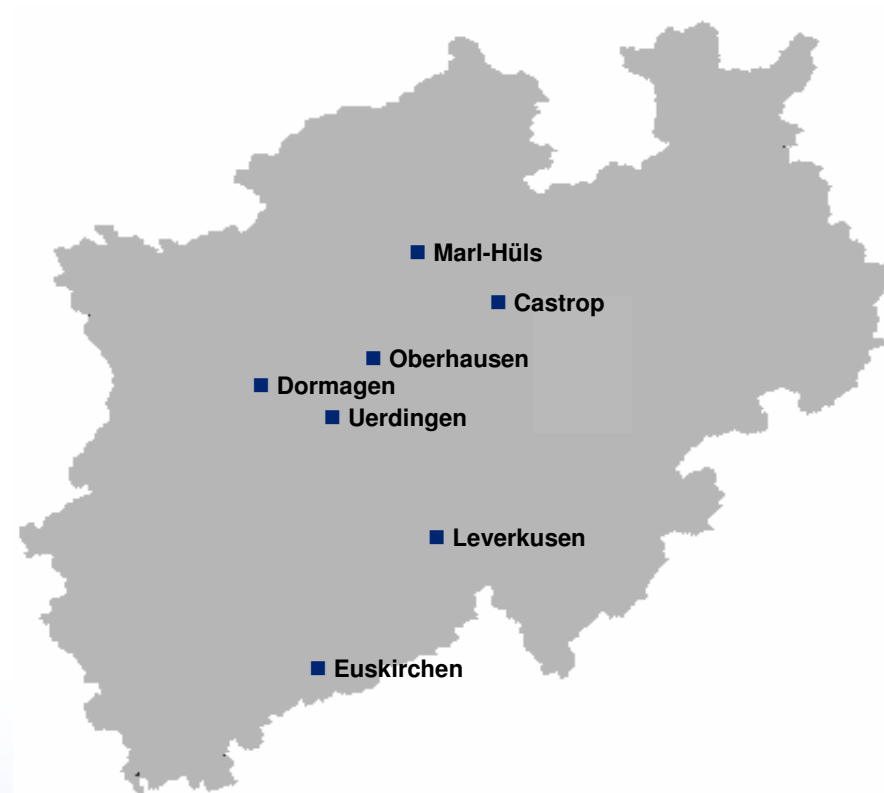 Marl-Hüls
Castrop
Oberhausen
Dormagen
Uerdingen
Leverkusen
Euskirchen